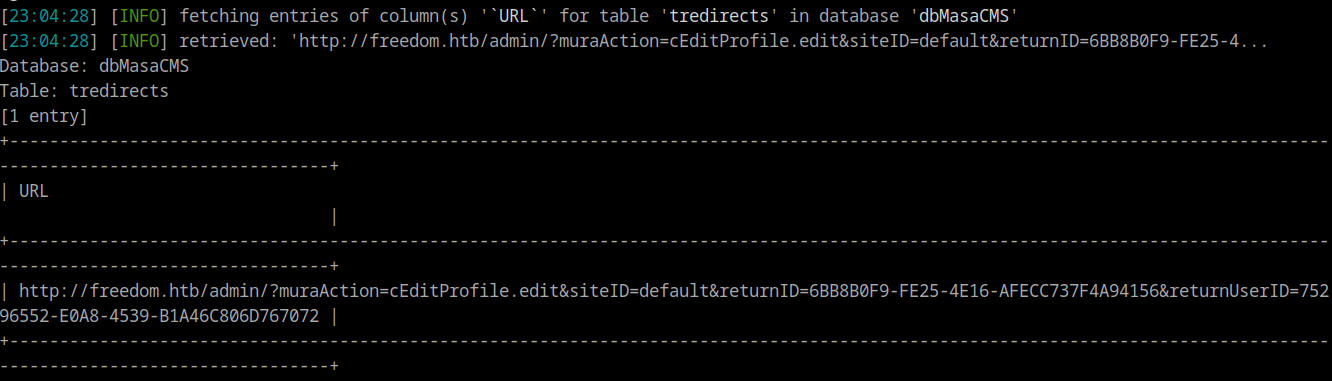 [23:04:28] [INFO] fetching entries of column(s) '`URL`' for table 'tredirects' in database 'dbMasaCMS'
[23:04:28] [INFO] retrieved: 'http://freedom.htb/admin/?muraAction=cEditProfile.edit&siteID=default&returnID=6BB8B0F9-FE25-4...
Database: dbMasaCMS
Table: tredirects
[1 entry]
+------------------------------------------------------------------------------------------------------------------------------------
---------------------------------+
| URL
                                 |
+------------------------------------------------------------------------------------------------------------------------------------
---------------------------------+
| http://freedom.htb/admin/?muraAction=cEditProfile.edit&siteID=default&returnID=6BB8B0F9-FE25-4E16-AFECC737F4A94156&returnUserID=752
96552-E0A8-4539-B1A46C806D767072 |
+------------------------------------------------------------------------------------------------------------------------------------
---------------------------------+